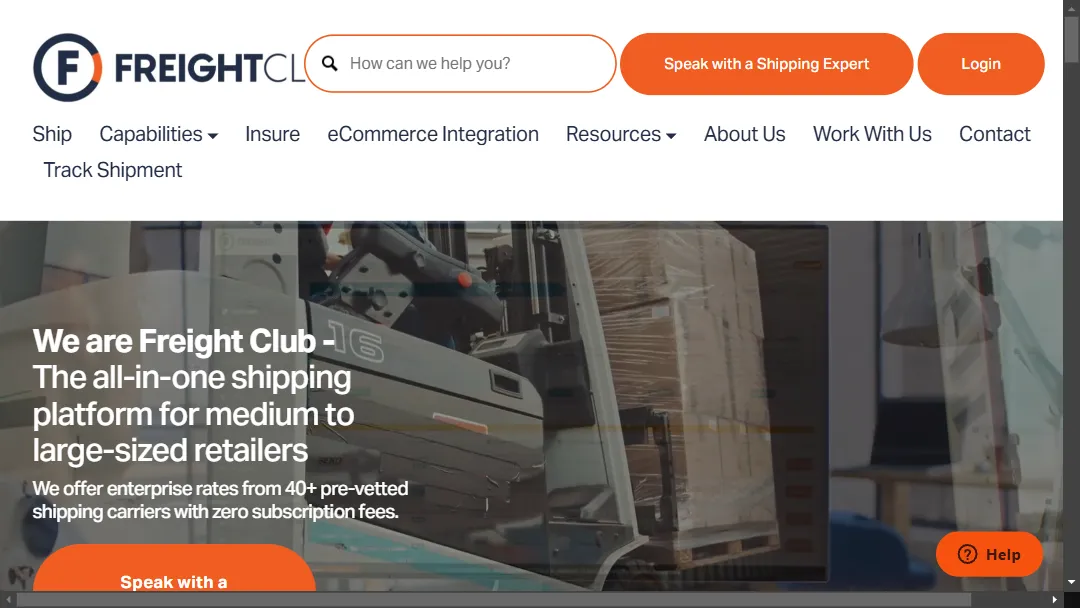 F FREIGHTCL
How can we help you?
Speak with a Shipping Expert
Login
Ship Capabilities Insure eCommerce Integration Resources About Us Work With Us Contact
Track Shipment
16
We are Freight Club -
The all-in-one shipping
platform for medium to
large-sized retailers
We offer enterprise rates from 40+ pre-vetted
shipping carriers with zero subscription fees.
Speak with a
Help